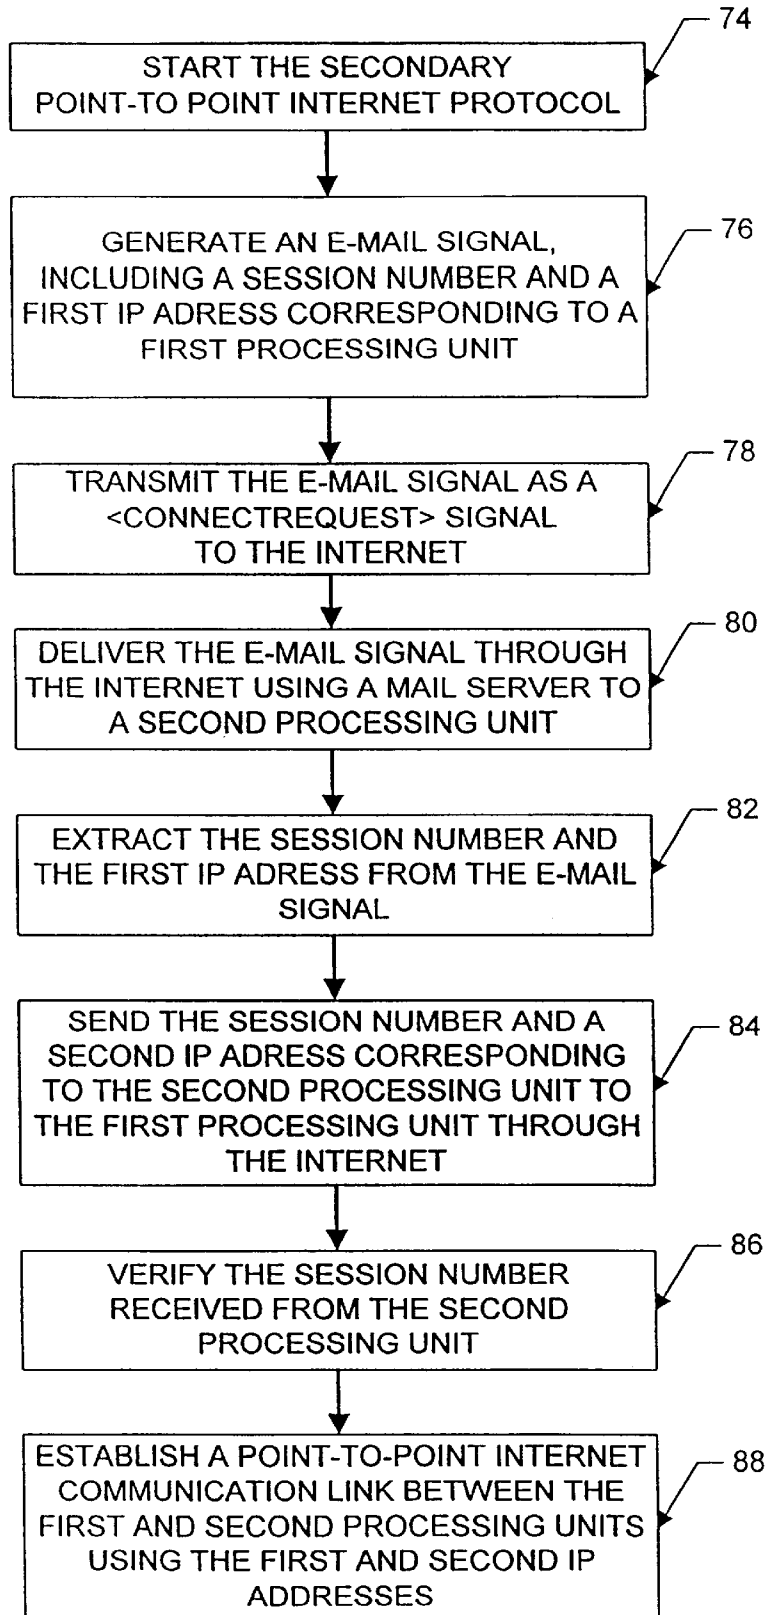 74
START THE SECONDARY
POINT-TO POINT INTERNET PROTOCOL
76
GENERATE AN E-MAIL SIGNAL,
INCLUDING A SESSION NUMBER AND A
FIRST IP ADRESS CORRESPONDING TO A
FIRST PROCESSING UNIT
78
TRANSMIT THE E-MAIL SIGNAL AS A
<CONNECTREQUEST> SIGNAL
TO THE INTERNET
80
DELIVER THE E-MAIL SIGNAL THROUGH
THE INTERNET USING A MAIL SERVER TO
A SECOND PROCESSING UNIT
82
EXTRACT THE SESSION NUMBER AND
THE FIRST IP ADRESS FROM THE E-MAIL
SIGNAL
84
SEND THE SESSION NUMBER AND A
SECOND IP ADRESS CORRESPONDING
TO THE SECOND PROCESSING UNIT TO
THE FIRST PROCESSING UNIT THROUGH
THE INTERNET
86
VERIFY THE SESSION NUMBER
RECEIVED FROM THE SECOND
PROCESSING UNIT
88
ESTABLISH A POINT-TO-POINT INTERNET
COMMUNICATION LINK BETWEEN THE
FIRST AND SECOND PROCESSING UNITS
USING THE FIRST AND SECOND IP
ADDRESSES